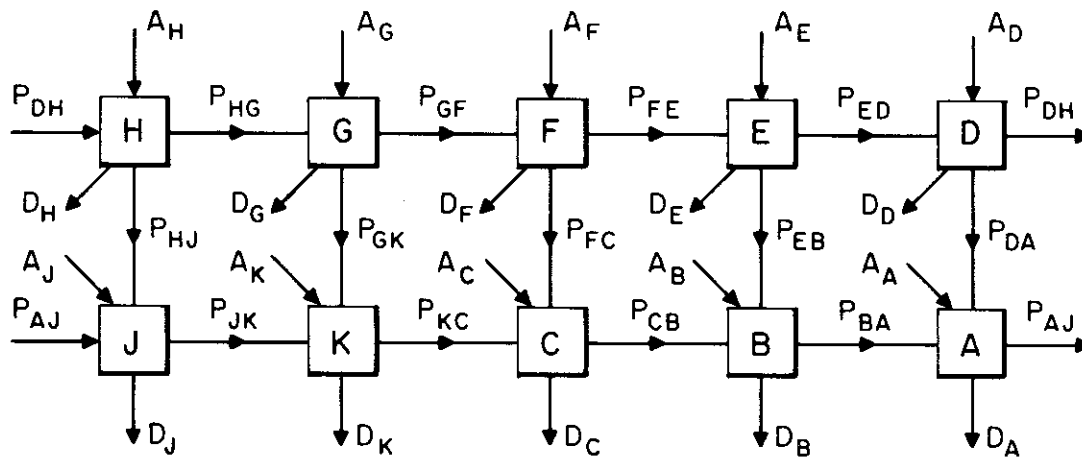 A_H A_G A_F A_E A_D
P_DH P_HG P_GF P_FE P_ED P_DH
H G F E D
D_H D_G D_F D_E D_D
P_HJ P_GK P_FC P_EB P_DA
A_J A_K A_C A_B A_A
P_AJ P_JK P_KC P_CB P_BA P_AJ
J K C B A
D_J D_K D_C D_B D_A